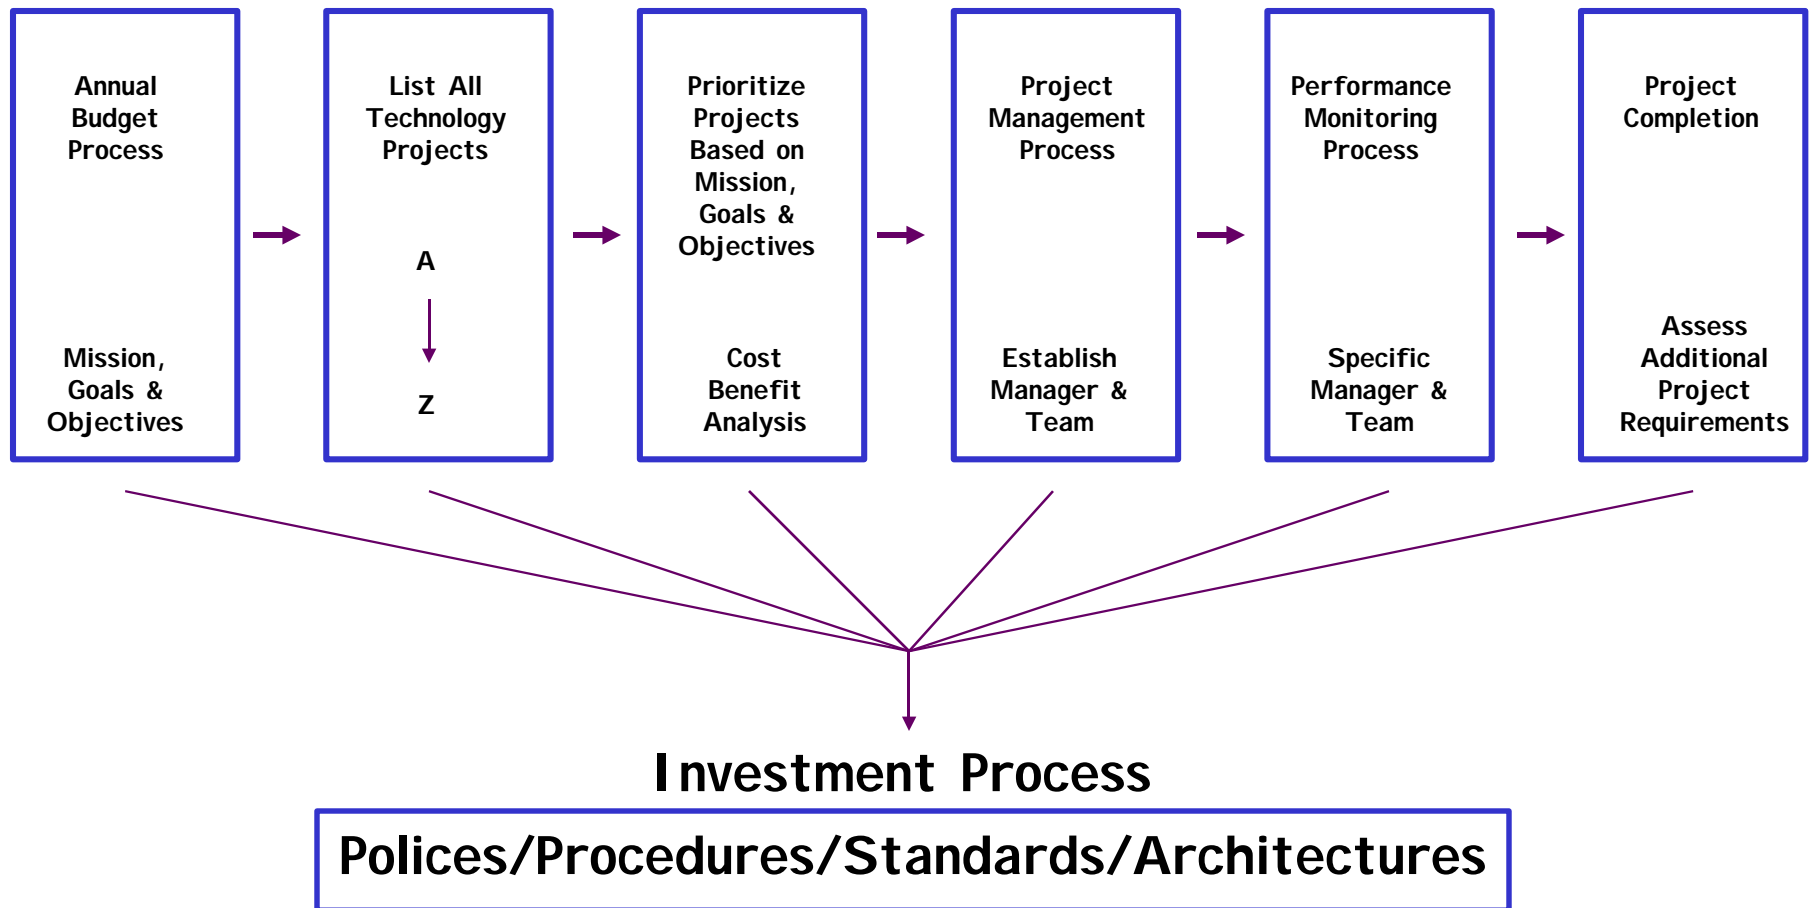 Annual
Budget
Process
Mission,
Goals &
Objectives
List All
Technology
Projects
A
Z
Prioritize
Projects
Based on
Mission,
Goals &
Objectives
Cost
Benefit
Analysis
Project
Management
Process
Establish
Manager &
Team
Performance
Monitoring
Process
Specific
Manager &
Team
Project
Completion
Assess
Additional
Project
Requirements
Investment Process
Polices/Procedures/Standards/Architectures